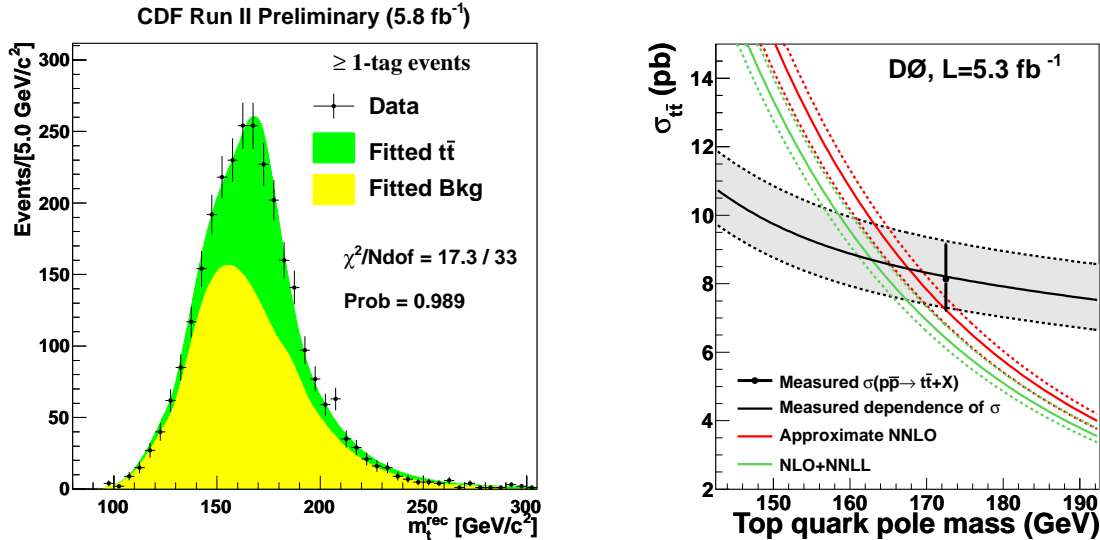 CDF Run II Preliminary (5.8 fb⁻¹)
Events/[5.0 GeV/c²]
300
250
200
150
100
50
0
≥ 1-tag events
Data
Fitted tt̄
Fitted Bkg
χ²/Ndof = 17.3 / 33
Prob = 0.989
100 150 200 250 300
m_t^rec [GeV/c²]
σ_tt̄ (pb)
14
12
10
8
6
4
2
DØ, L=5.3 fb ⁻¹
Measured σ(pp̄→ tt̄+X)
Measured dependence of σ
Approximate NNLO
NLO+NNLL
150 160 170 180 190
Top quark pole mass (GeV)